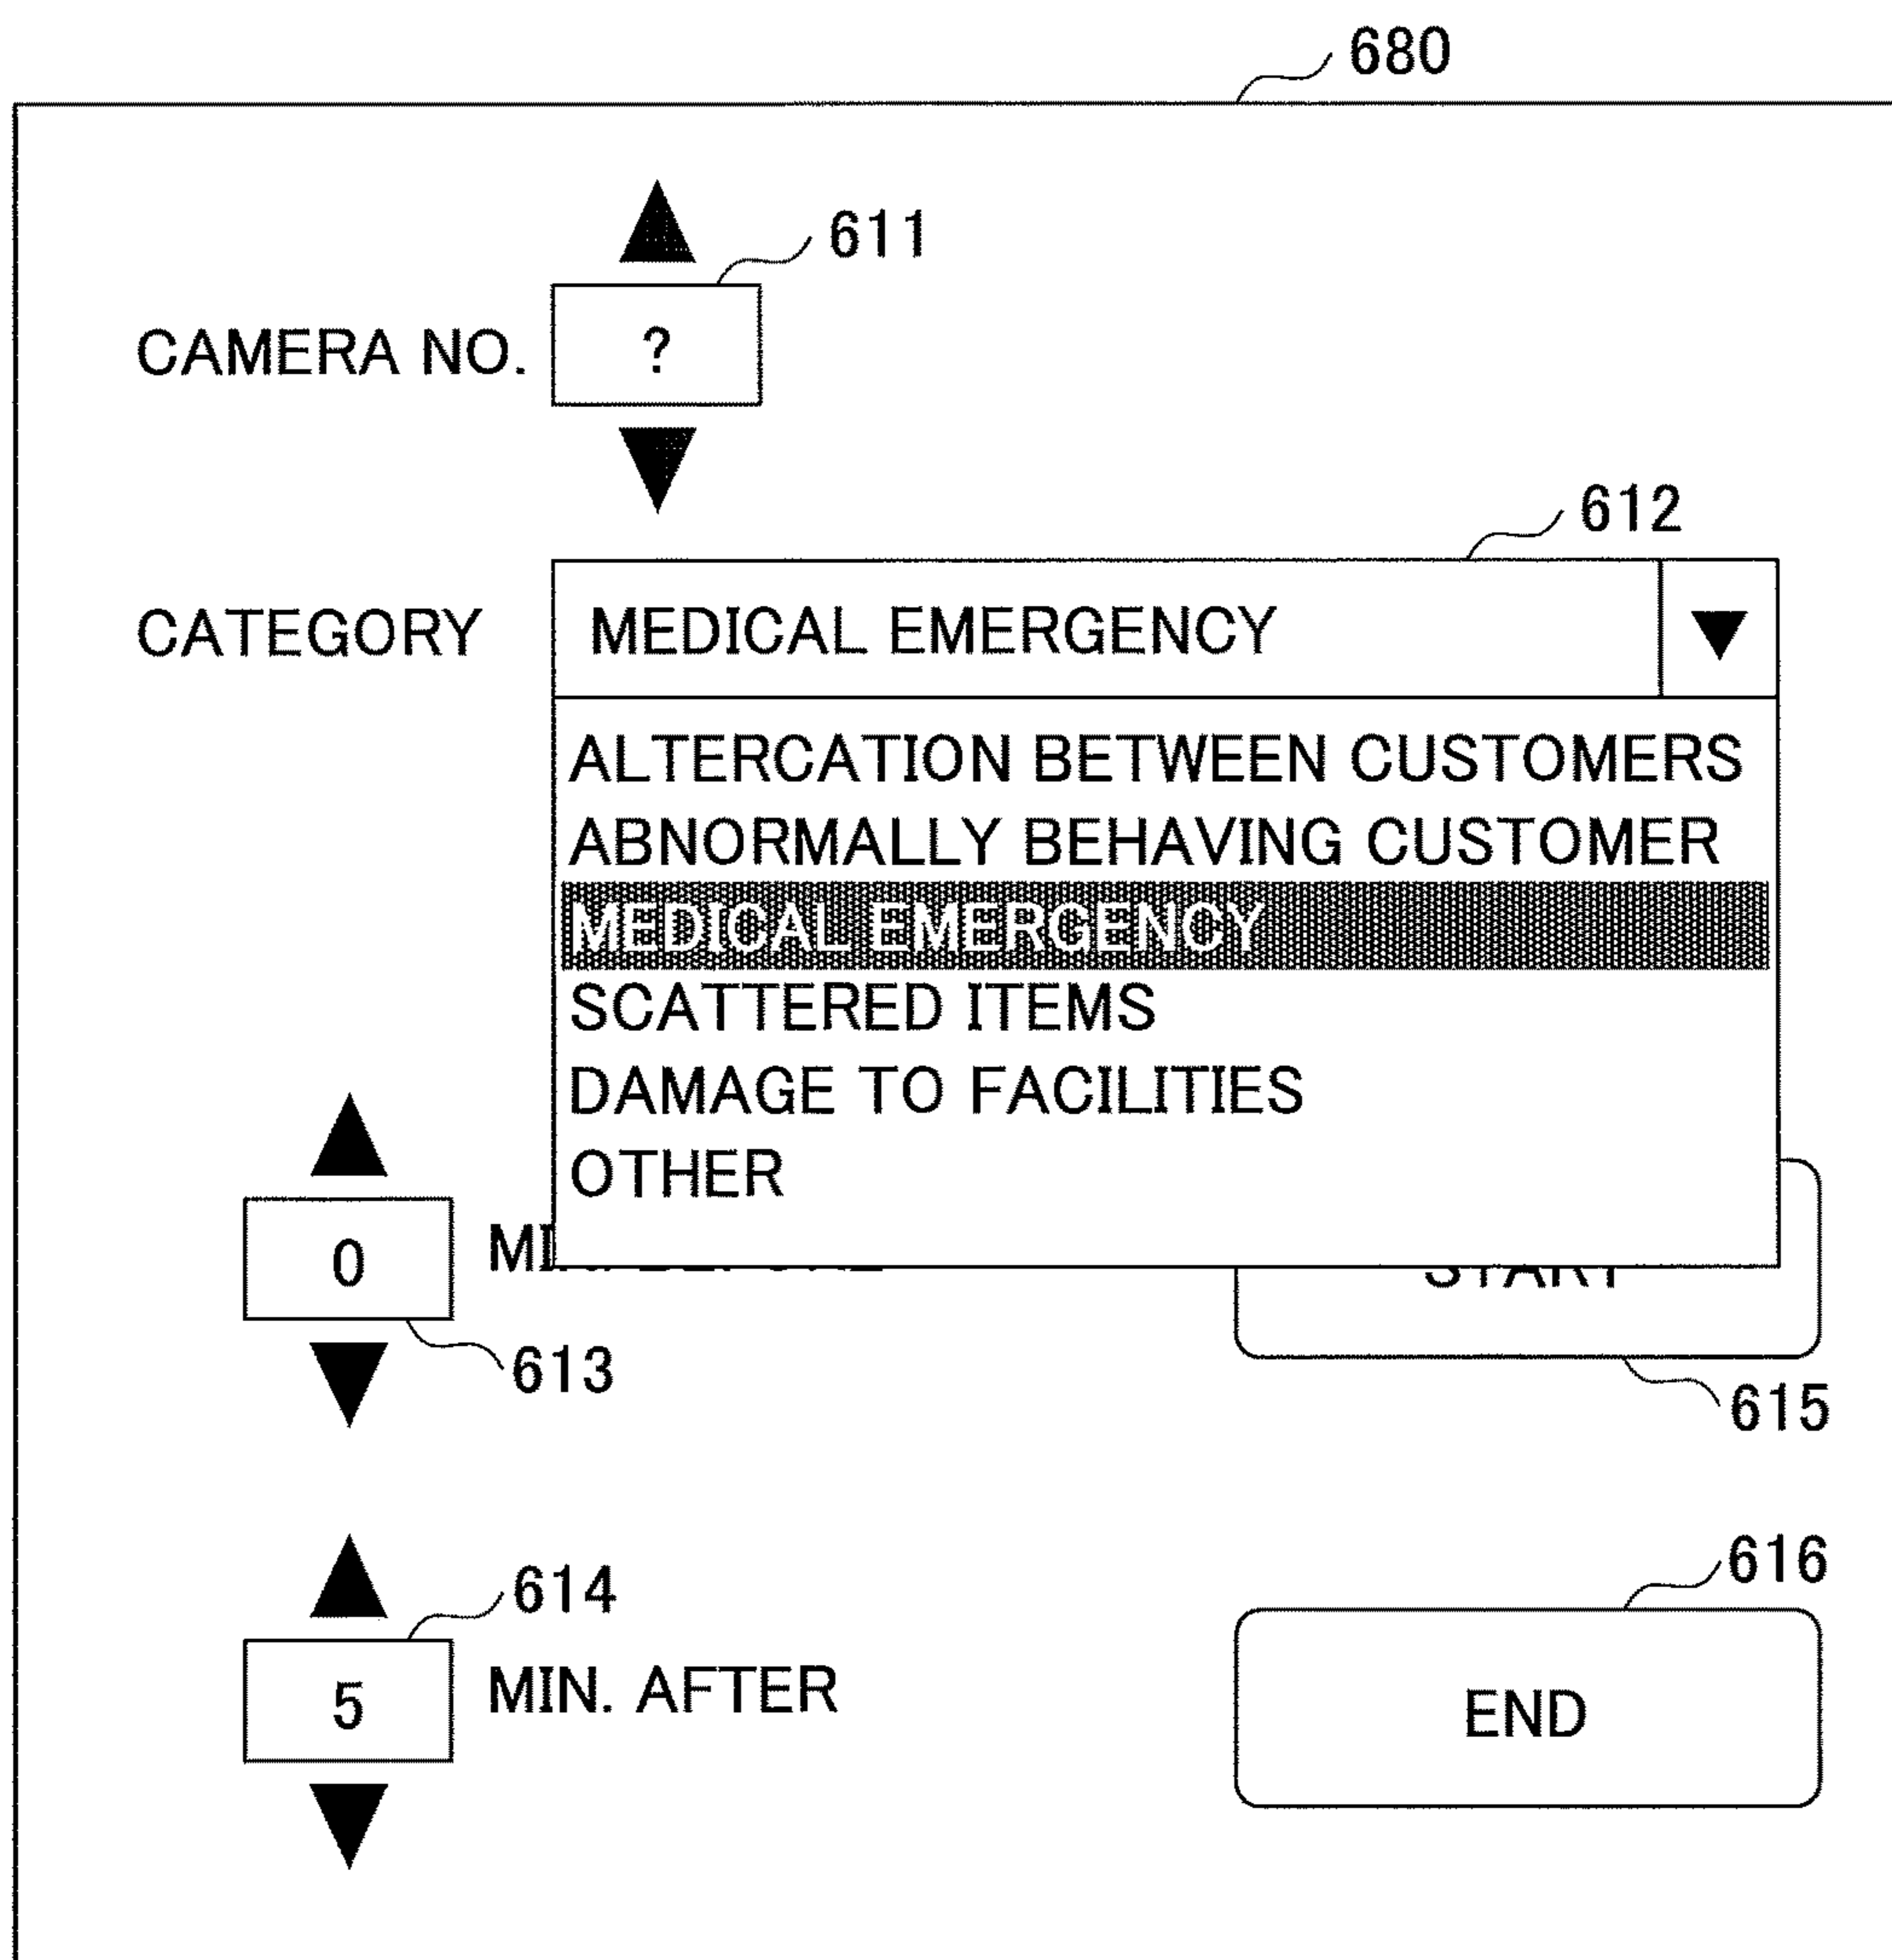 680
611
CAMERA NO. ?
612
CATEGORY MEDICAL EMERGENCY
ALTERCATION BETWEEN CUSTOMERS
ABNORMALLY BEHAVING CUSTOMER
MEDICAL EMERGENCY
SCATTERED ITEMS
DAMAGE TO FACILITIES
OTHER
0
START
613
615
614
616
5 MIN. AFTER
END